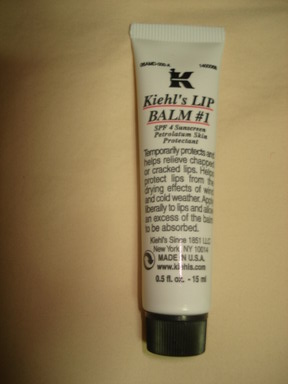 K
Kiehl's LIP
BALM #1
SPF 4 Sunscreen
Petrolatum Skin
Protectant
Temporarily protects and
helps relieve chapped
or cracked lips. Helps
protect lips from the
drying effects of wind
and cold weather. Apply
liberally to lips and allow
an excess of the balm
to be absorbed.
Kiehl's Since 1851 LLC
New York, NY 10014
MADE IN U.S.A.
www.kiehls.com
0.5 fl. oz. - 15 ml